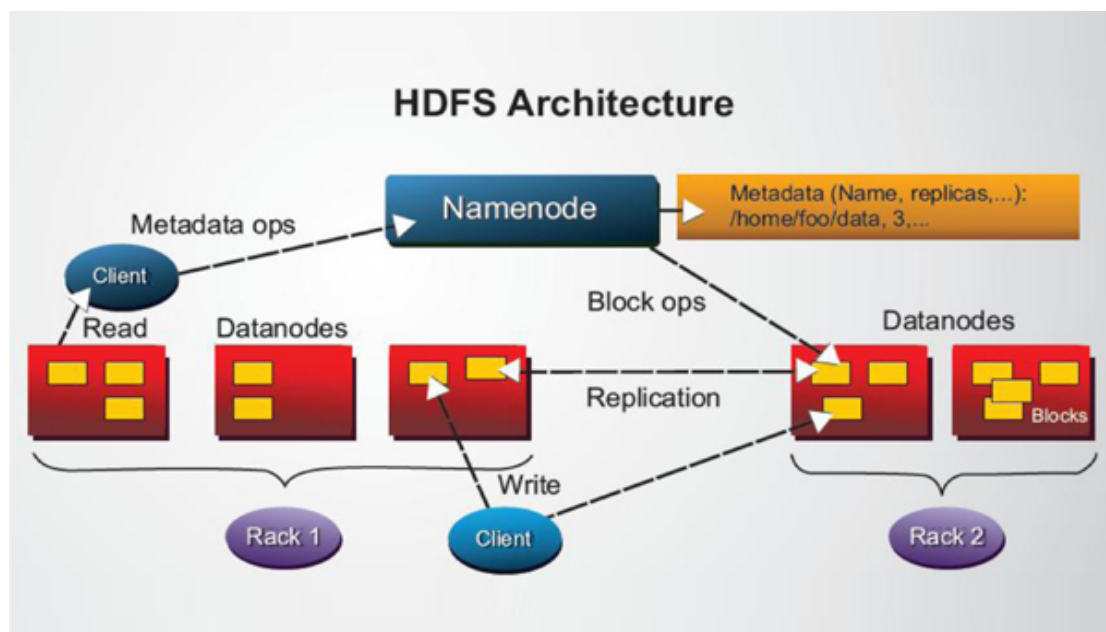 HDFS Architecture
Namenode
Metadata (Name, replicas,...):
/home/foo/data, 3,...
Metadata ops
Client
Block ops
Read
Datanodes
Datanodes
Replication
Blocks
Write
Rack 1
Client
Rack 2